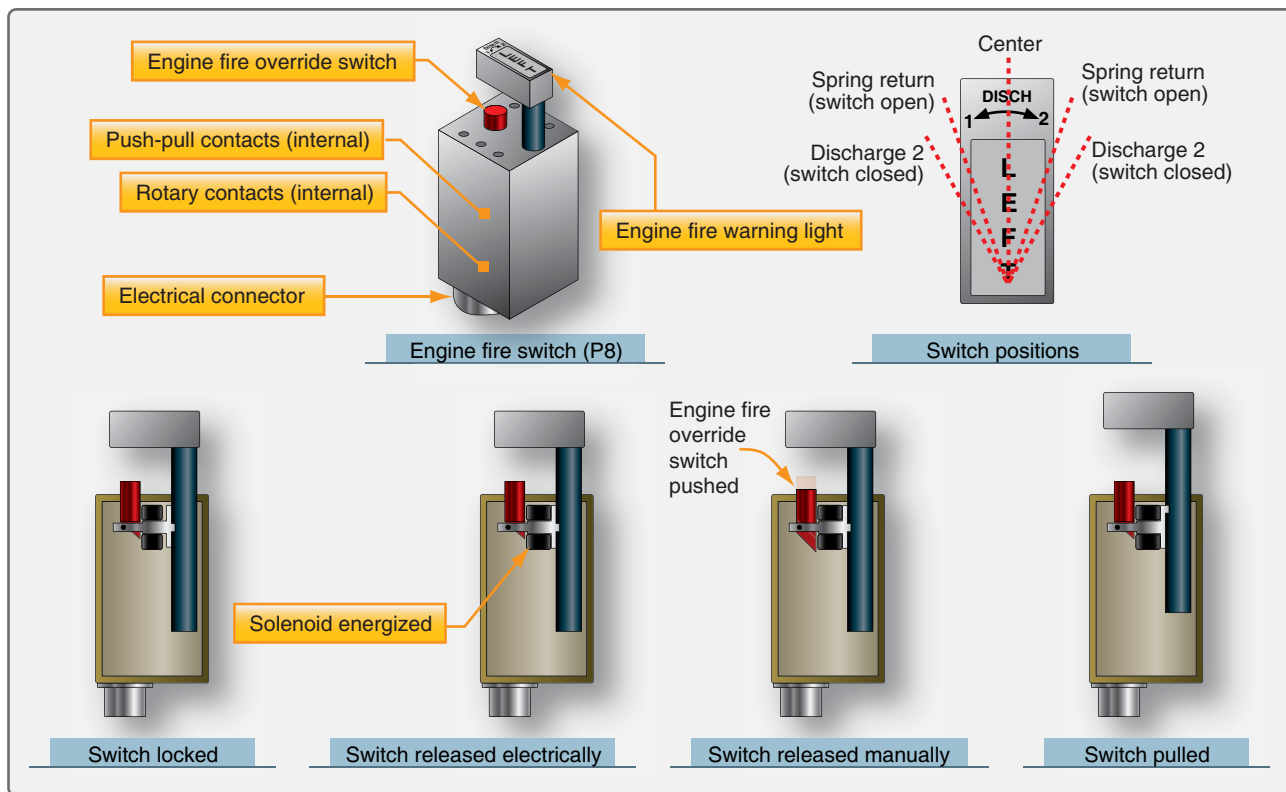 Engine fire override switch
Push-pull contacts (internal)
Rotary contacts (internal)
Electrical connector
LEFT
Engine fire warning light
Engine fire switch (P8)
Center
Spring return
(switch open)
Spring return
(switch open)
DISCH
1
2
Discharge 2
(switch closed)
Discharge 2
(switch closed)
L
E
F
T
Switch positions
Engine fire
override
switch
pushed
Solenoid energized
Switch locked
Switch released electrically
Switch released manually
Switch pulled